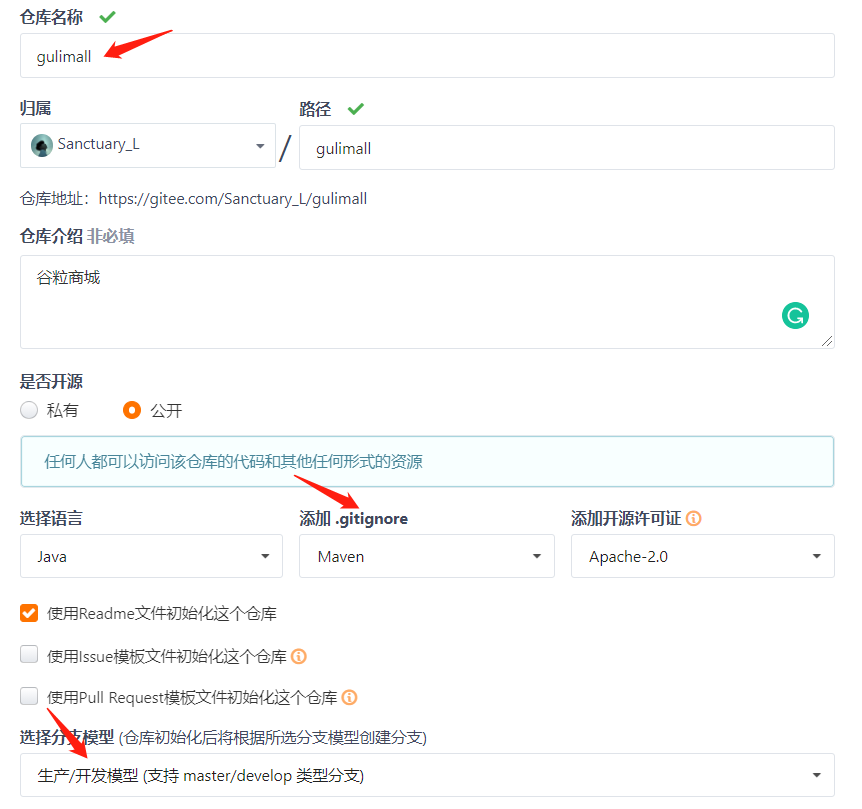 仓库名称
gulimall
归属 路径
Sanctuary_L / gulimall
仓库地址：https://gitee.com/Sanctuary_L/gulimall
仓库介绍 非必填
谷粒商城
是否开源
私有 公开
任何人都可以访问该仓库的代码和其他任何形式的资源
选择语言 添加 .gitignore 添加开源许可证
Java Maven Apache-2.0
使用Readme文件初始化这个仓库
使用Issue模板文件初始化这个仓库
使用Pull Request模板文件初始化这个仓库
选择分支模型 (仓库初始化后将根据所选分支模型创建分支)
生产/开发模型 (支持 master/develop 类型分支)